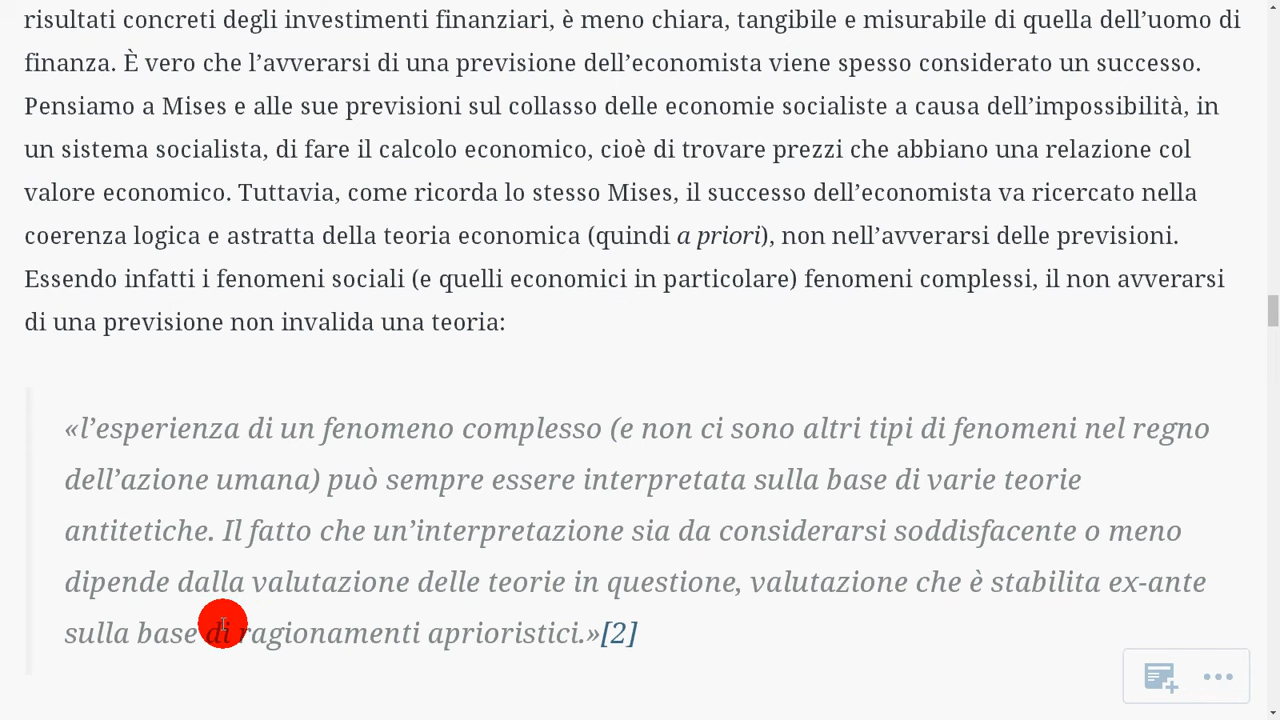 risultati concreti degli investimenti finanziari, è meno chiara, tangibile e misurabile di quella dell’uomo di
finanza. È vero che l’avverarsi di una previsione dell’economista viene spesso considerato un successo.
Pensiamo a Mises e alle sue previsioni sul collasso delle economie socialiste a causa dell’impossibilità, in
un sistema socialista, di fare il calcolo economico, cioè di trovare prezzi che abbiano una relazione col
valore economico. Tuttavia, come ricorda lo stesso Mises, il successo dell’economista va ricercato nella
coerenza logica e astratta della teoria economica (quindi a priori), non nell’avverarsi delle previsioni.
Essendo infatti i fenomeni sociali (e quelli economici in particolare) fenomeni complessi, il non avverarsi
di una previsione non invalida una teoria:
«l’esperienza di un fenomeno complesso (e non ci sono altri tipi di fenomeni nel regno
dell’azione umana) può sempre essere interpretata sulla base di varie teorie
antitetiche. Il fatto che un’interpretazione sia da considerarsi soddisfacente o meno
dipende dalla valutazione delle teorie in questione, valutazione che è stabilita ex-ante
sulla base di ragionamenti aprioristici.»[2]